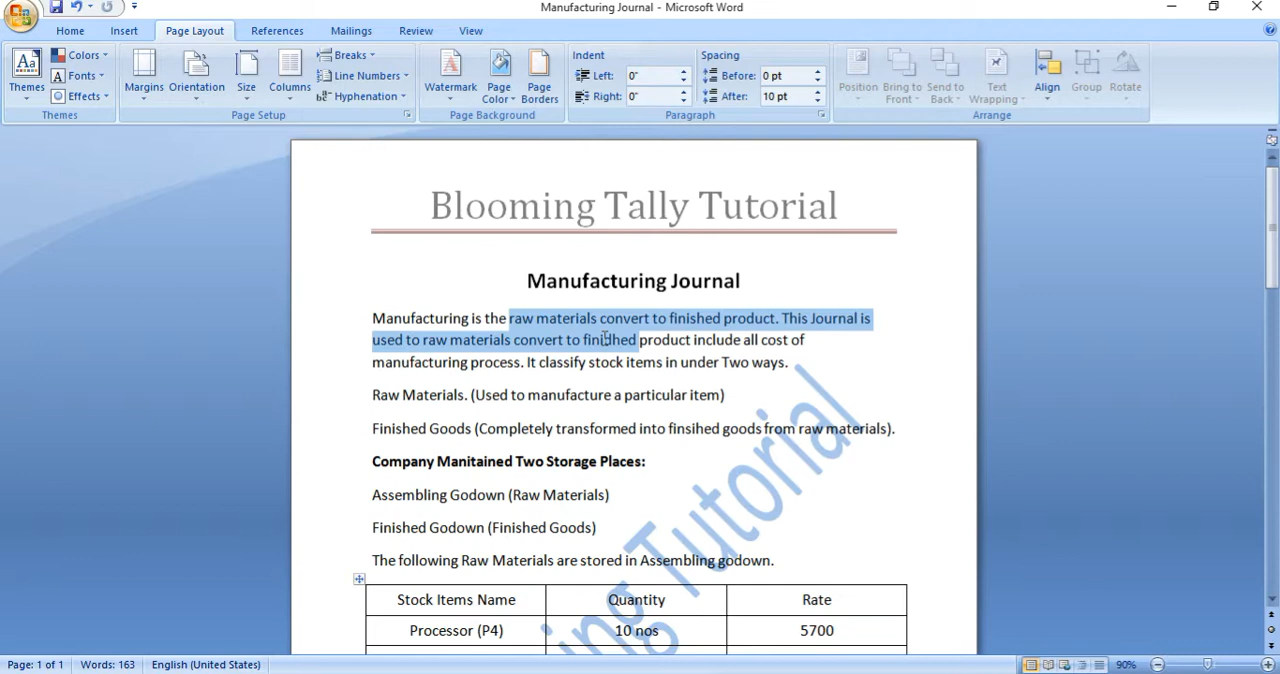 Manufacturing Journal - Microsoft Word
Home Insert Page Layout References Mailings Review View
Themes
Colors
Fonts
Effects
Themes
Margins
Orientation
Size
Columns
Breaks
Line Numbers
Hyphenation
Page Setup
Watermark
Page Color
Page Borders
Page Background
Indent
Left: 0"
Right: 0"
Spacing
Before: 0 pt
After: 10 pt
Paragraph
Position
Bring to Front
Send to Back
Text Wrapping
Align
Group
Rotate
Arrange
Blooming Tally Tutorial
Manufacturing Journal
Manufacturing is the raw materials convert to finished product. This Journal is
used to raw materials convert to finished product include all cost of
manufacturing process. It classify stock items in under Two ways.
Raw Materials. (Used to manufacture a particular item)
Finished Goods (Completely transformed into finsihed goods from raw materials).
Company Manitained Two Storage Places:
Assembling Godown (Raw Materials)
Finished Godown (Finished Goods)
The following Raw Materials are stored in Assembling godown.
Stock Items Name Quantity Rate
Processor (P4) 10 nos 5700
ing Tutorial
Page: 1 of 1 Words: 163 English (United States) 90%